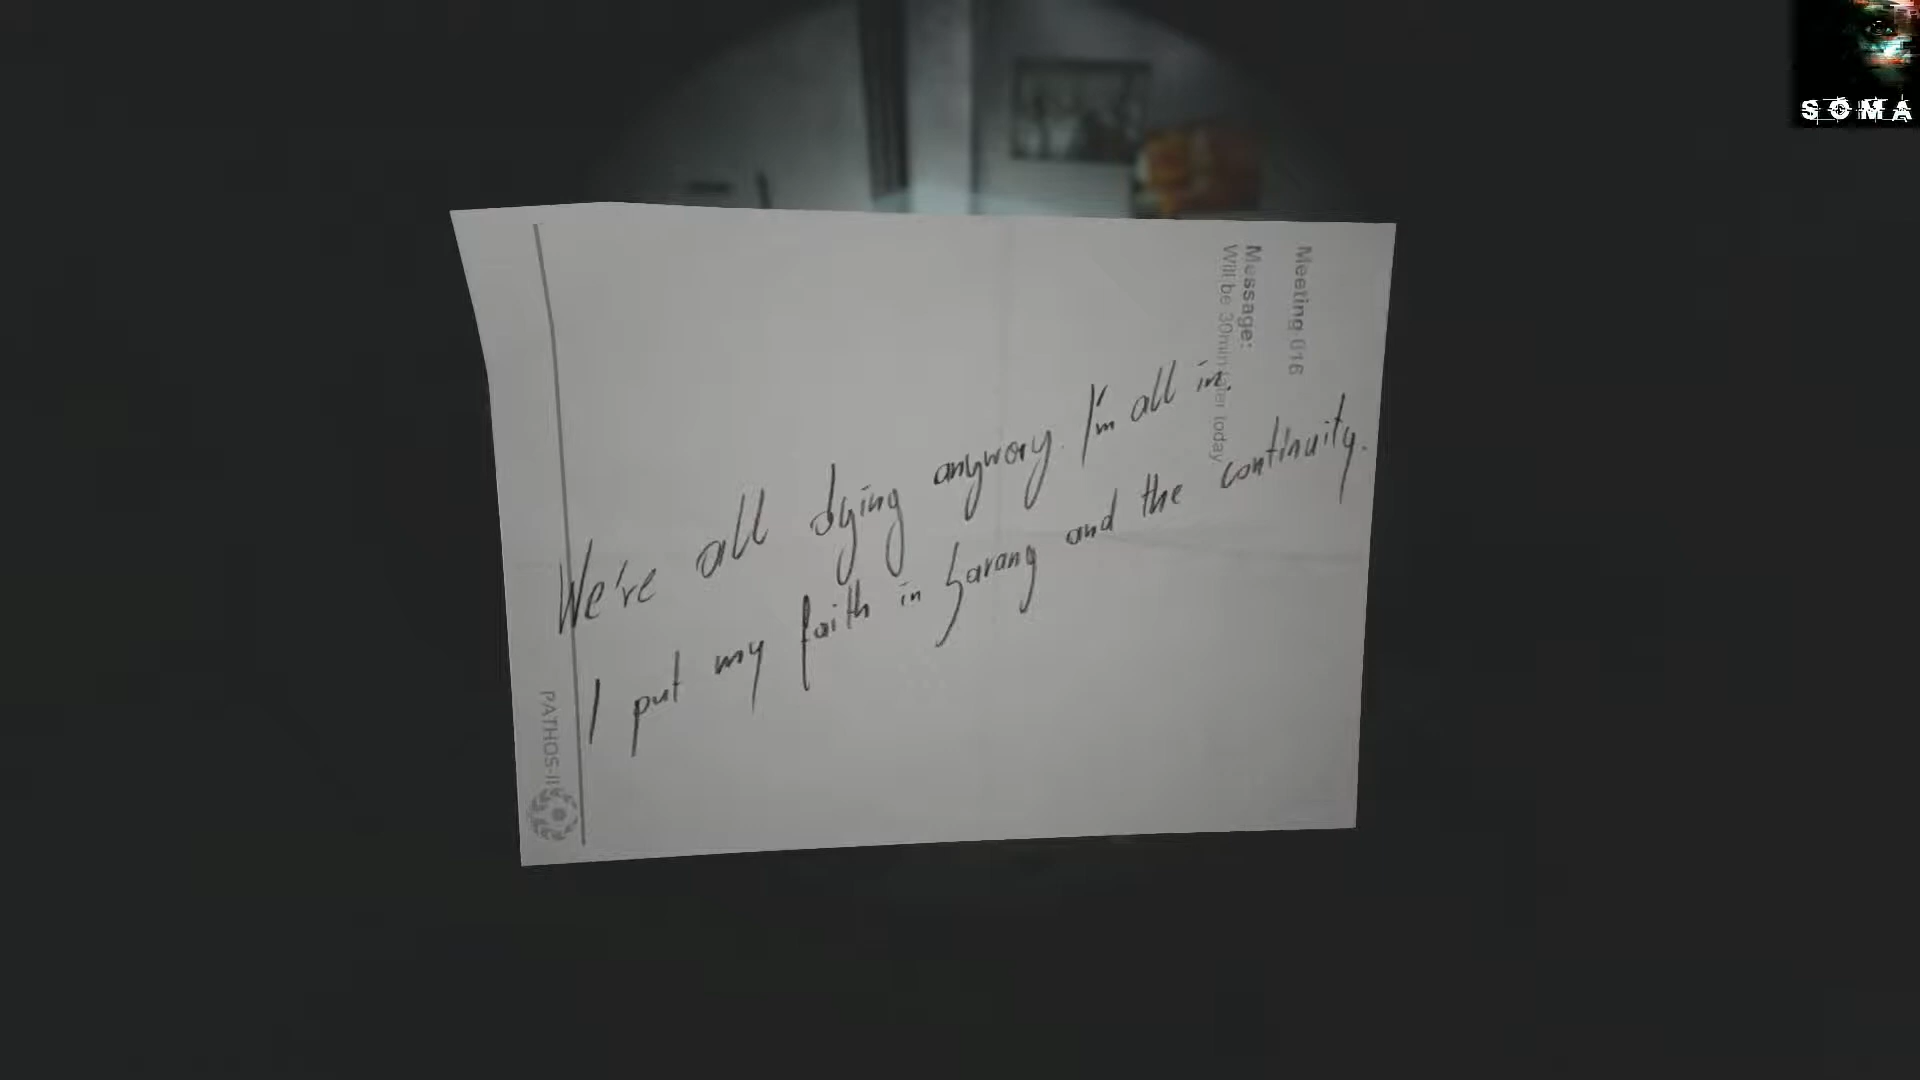 SOMA
Meeting 016
Message:
Will be 30min later today
We're all dying anyway. I'm all in.
I put my faith in Sarang and the continuity.
PATHOS-II